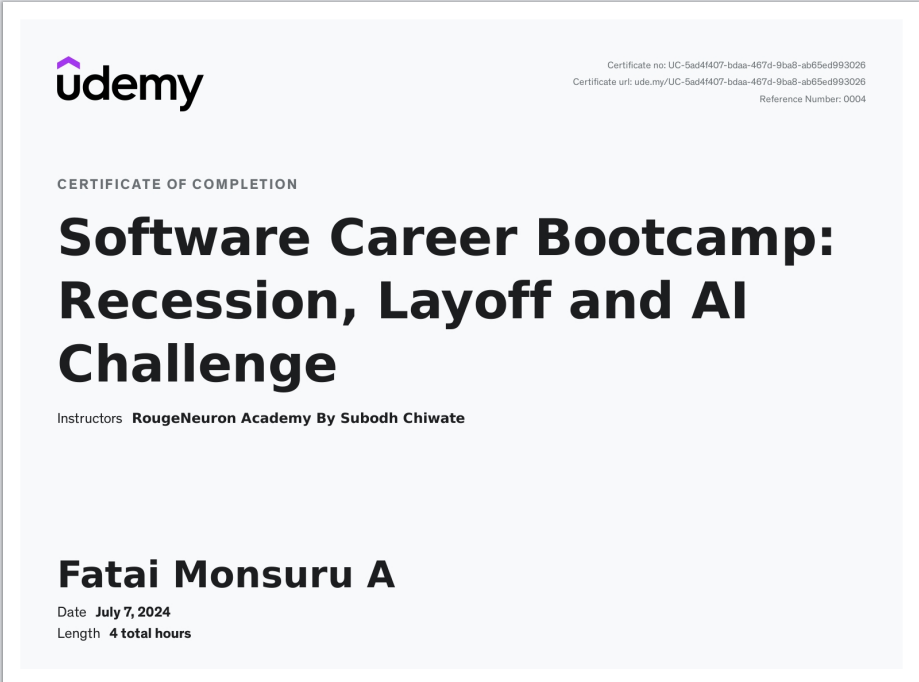 udemy
Certificate no: UC-5ad4f407-bdaa-467d-9ba8-ab65ed993026
Certificate url: ude.my/UC-5ad4f407-bdaa-467d-9ba8-ab65ed993026
Reference Number: 0004
CERTIFICATE OF COMPLETION
Software Career Bootcamp:
Recession, Layoff and AI
Challenge
Instructors RougeNeuron Academy By Subodh Chiwate
Fatai Monsuru A
Date July 7, 2024
Length 4 total hours